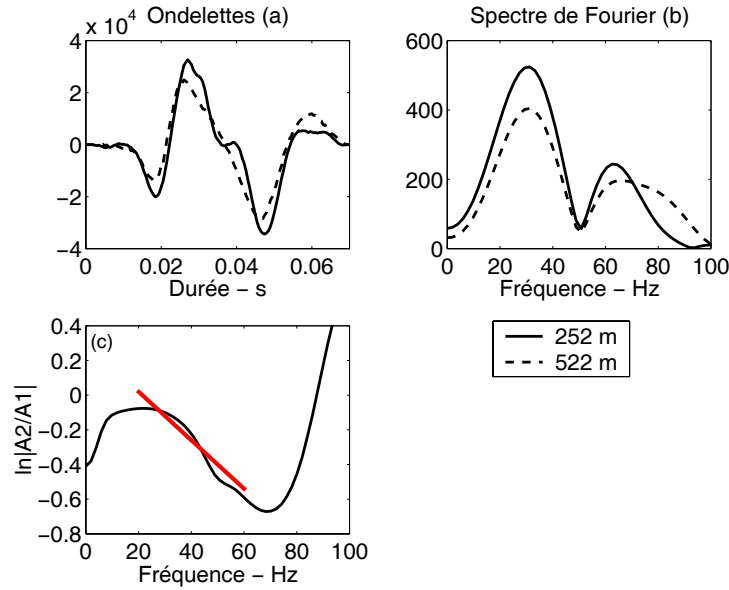 Ondelettes (a)
x 10⁴
4
2
0
−2
−4
0 0.02 0.04 0.06
Durée − s
Spectre de Fourier (b)
600
400
200
0
0 20 40 60 80 100
Fréquence − Hz
252 m
522 m
(c)
0.4
0.2
0
−0.2
−0.4
−0.6
−0.8
ln|A2/A1|
0 20 40 60 80 100
Fréquence − Hz